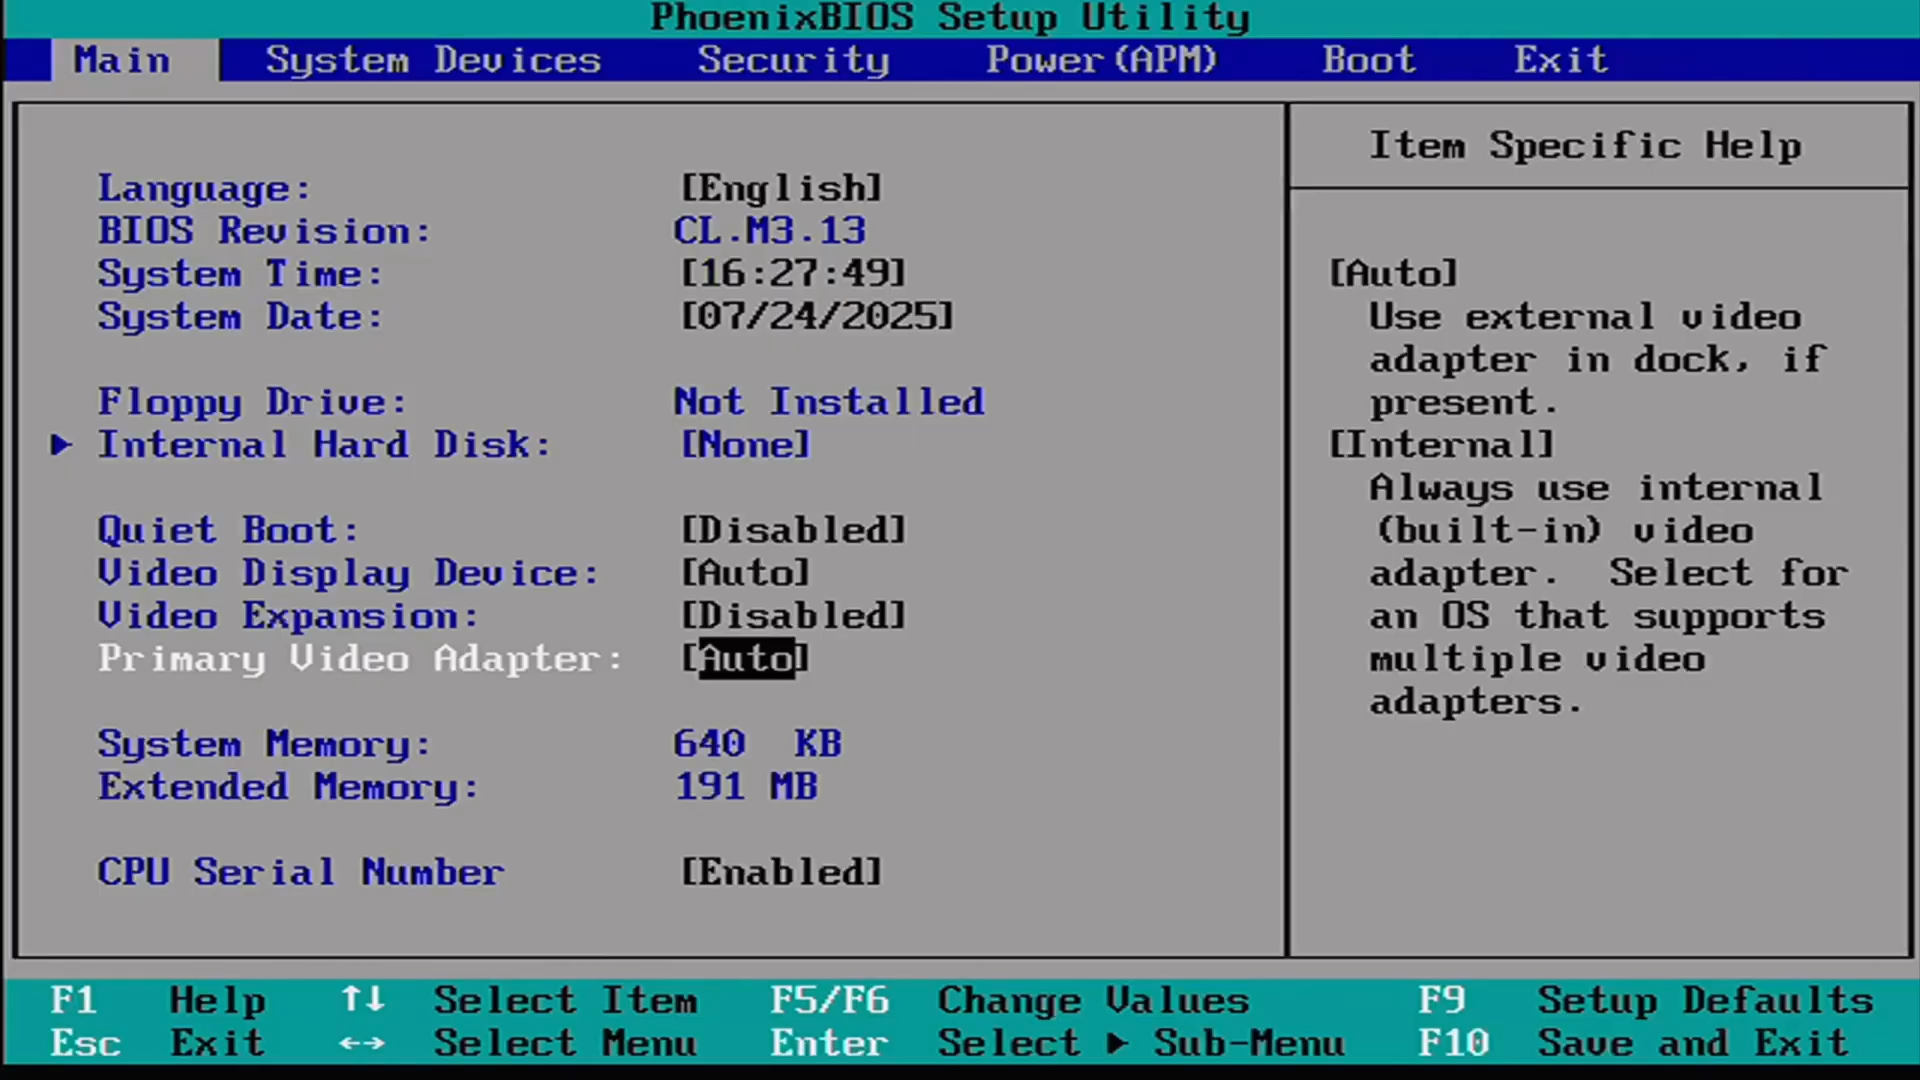 PhoenixBIOS Setup Utility
Main System Devices Security Power(APM) Boot Exit
Language: [English]
BIOS Revision: CL.M3.13
System Time: [16:27:49]
System Date: [07/24/2025]
Floppy Drive: Not Installed
▶ Internal Hard Disk: [None]
Quiet Boot: [Disabled]
Video Display Device: [Auto]
Video Expansion: [Disabled]
Primary Video Adapter: [Auto]
System Memory: 640 KB
Extended Memory: 191 MB
CPU Serial Number [Enabled]
Item Specific Help
[Auto]
Use external video
adapter in dock, if
present.
[Internal]
Always use internal
(built-in) video
adapter. Select for
an OS that supports
multiple video
adapters.
F1 Help ↑↓ Select Item F5/F6 Change Values F9 Setup Defaults
Esc Exit ←→ Select Menu Enter Select ▶ Sub-Menu F10 Save and Exit